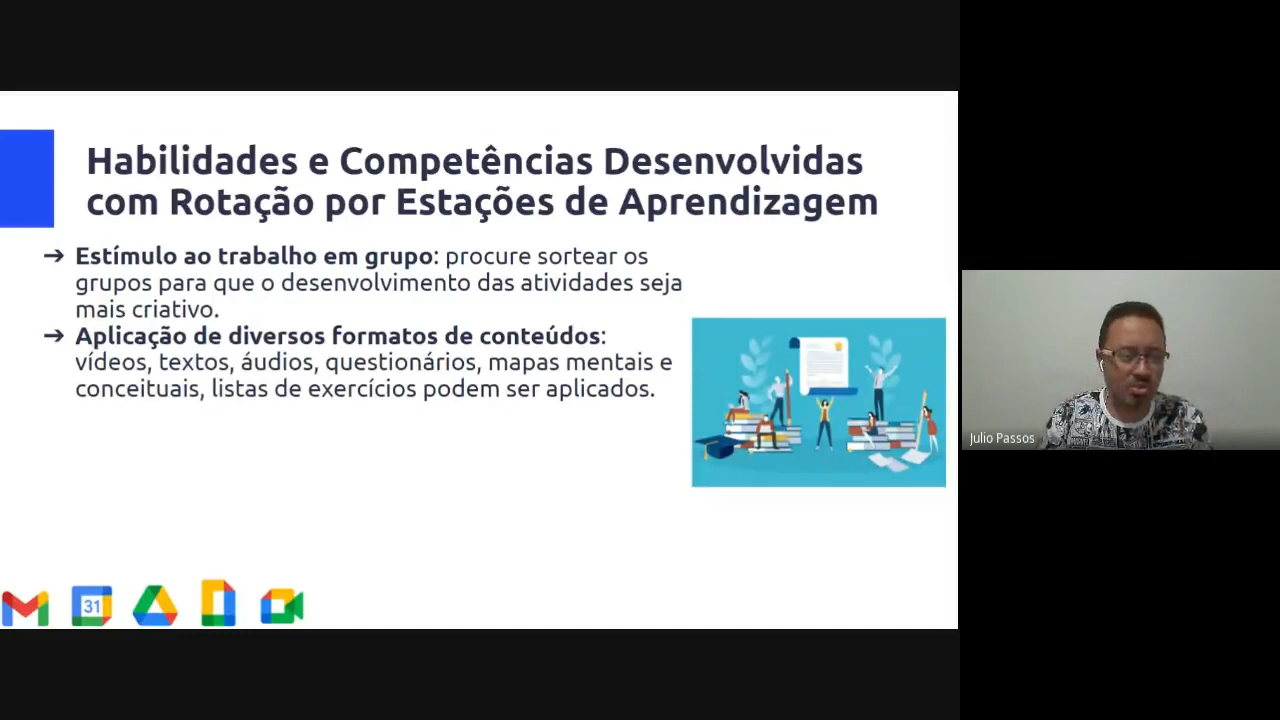 Habilidades e Competências Desenvolvidas
com Rotação por Estações de Aprendizagem
➔ Estímulo ao trabalho em grupo: procure sortear os
grupos para que o desenvolvimento das atividades seja
mais criativo.
➔ Aplicação de diversos formatos de conteúdos:
vídeos, textos, áudios, questionários, mapas mentais e
conceituais, listas de exercícios podem ser aplicados.
31
Julio Passos